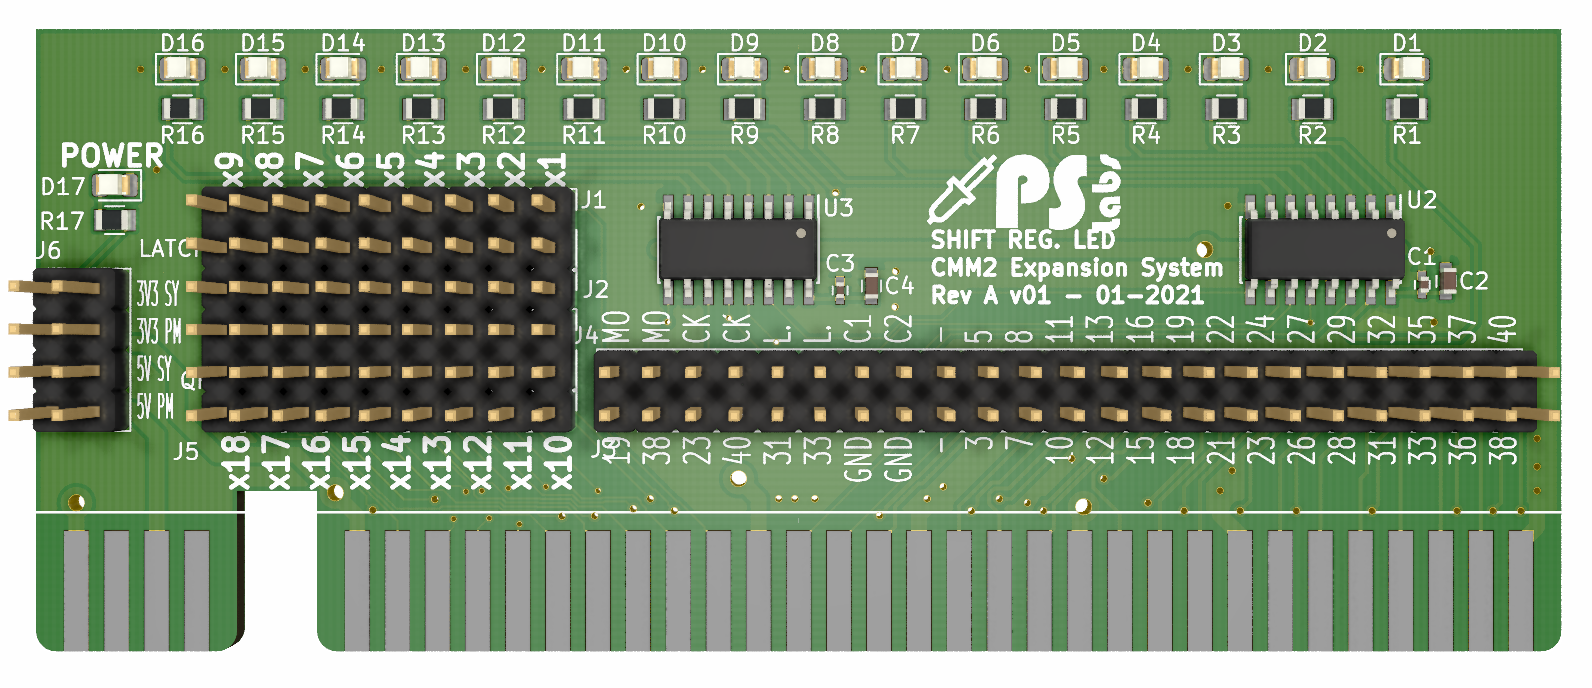 D16 D15 D14 D13 D12 D11 D10 D9 D8 D7 D6 D5 D4 D3 D2 D1
R16 R15 R14 R13 R12 R11 R10 R9 R8 R7 R6 R5 R4 R3 R2 R1
POWER
D17
R17
J6
x9 x8 x7 x6 x5 x4 x3 x2 x1
J1
J2
J4
3V3 SY
3V3 PM
5V SY
5V PM
J5
x18 x17 x16 x15 x14 x13 x12 x11 x10
U3
C3
C4
PS Labs
SHIFT REG. LED
CMM2 Expansion System
Rev A v01 - 01-2021
U2
C1
C2
MO MO CK CK L. L. C1 C2 - 5 8 11 13 16 19 22 24 27 29 32 35 37 40
19 38 23 40 31 33 GND GND - 3 7 10 12 15 18 21 23 26 28 31 33 36 38